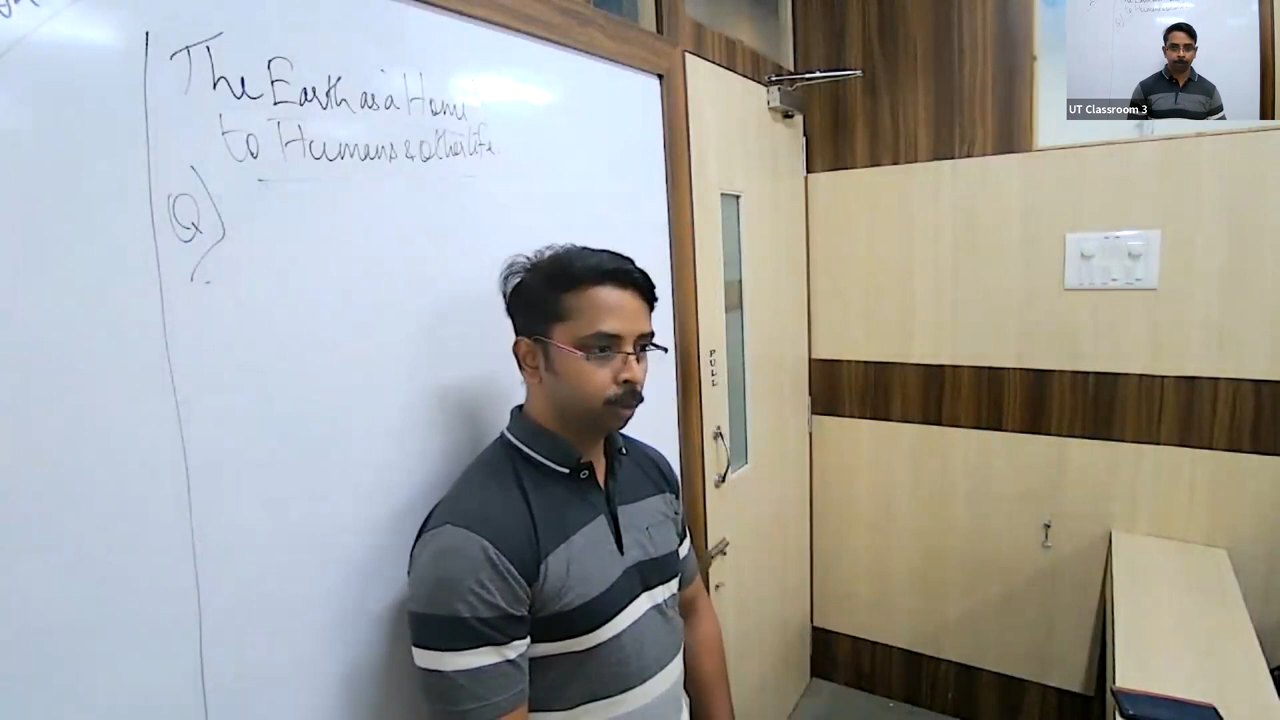 The Earth as a Home
to Humans & other life.
Q)
PULL
UT Classroom 3